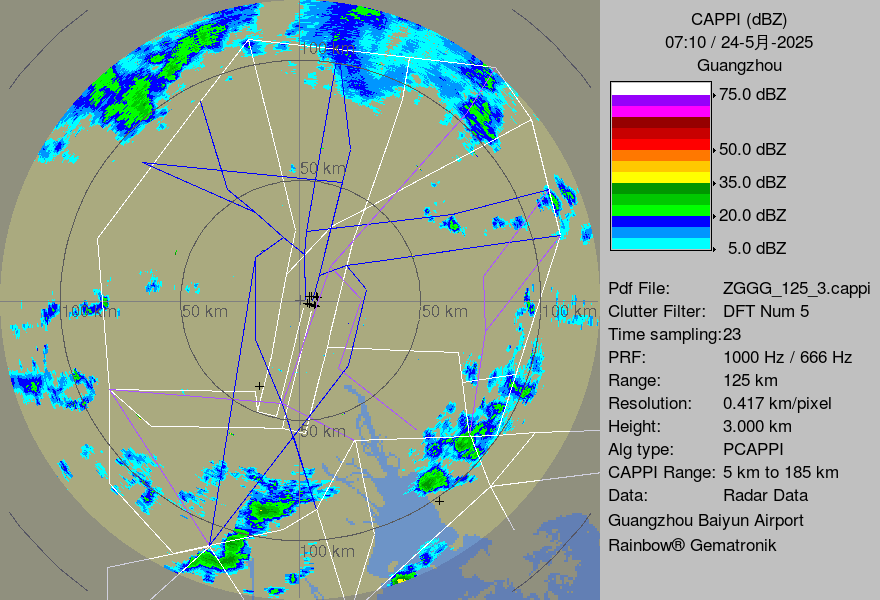 CAPPI (dBZ)
07:10 / 24-5月-2025
Guangzhou
75.0 dBZ
50.0 dBZ
35.0 dBZ
20.0 dBZ
5.0 dBZ
Pdf File: ZGGG_125_3.cappi
Clutter Filter: DFT Num 5
Time sampling:23
PRF: 1000 Hz / 666 Hz
Range: 125 km
Resolution: 0.417 km/pixel
Height: 3.000 km
Alg type: PCAPPI
CAPPI Range: 5 km to 185 km
Data: Radar Data
Guangzhou Baiyun Airport
Rainbow® Gematronik
100 km
50 km
100 km
50 km
50 km
100 km
50 km
100 km